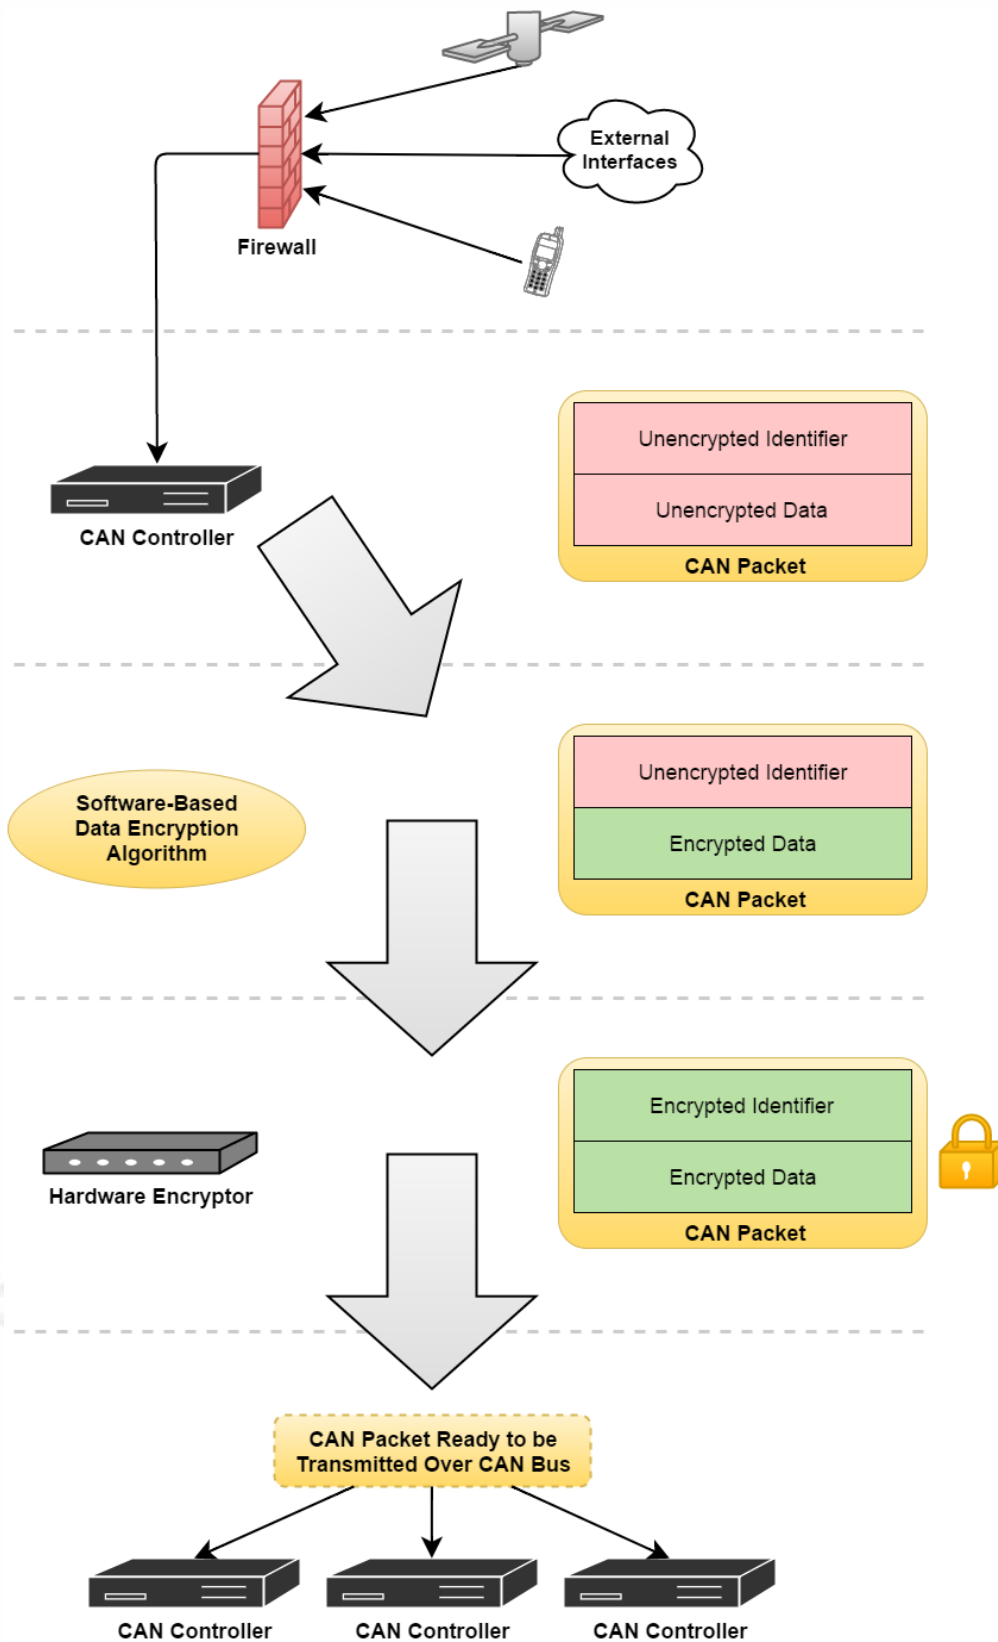 External
Interfaces
Firewall
Unencrypted Identifier
Unencrypted Data
CAN Packet
CAN Controller
Unencrypted Identifier
Encrypted Data
CAN Packet
Software-Based
Data Encryption
Algorithm
Encrypted Identifier
Encrypted Data
CAN Packet
Hardware Encryptor
CAN Packet Ready to be
Transmitted Over CAN Bus
CAN Controller
CAN Controller
CAN Controller